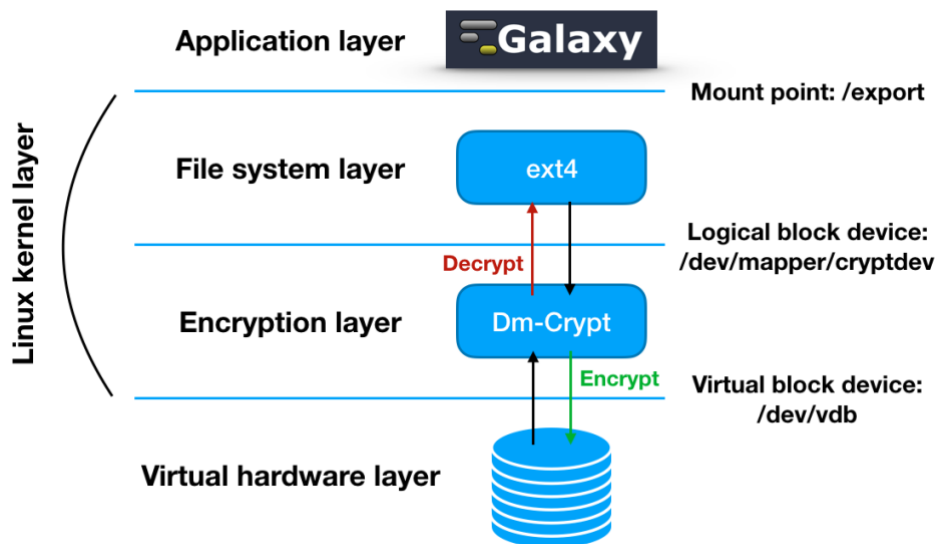 Application layer
Galaxy
Mount point: /export
Linux kernel layer
File system layer
ext4
Logical block device:
/dev/mapper/cryptdev
Decrypt
Encryption layer
Dm-Crypt
Encrypt
Virtual block device:
/dev/vdb
Virtual hardware layer